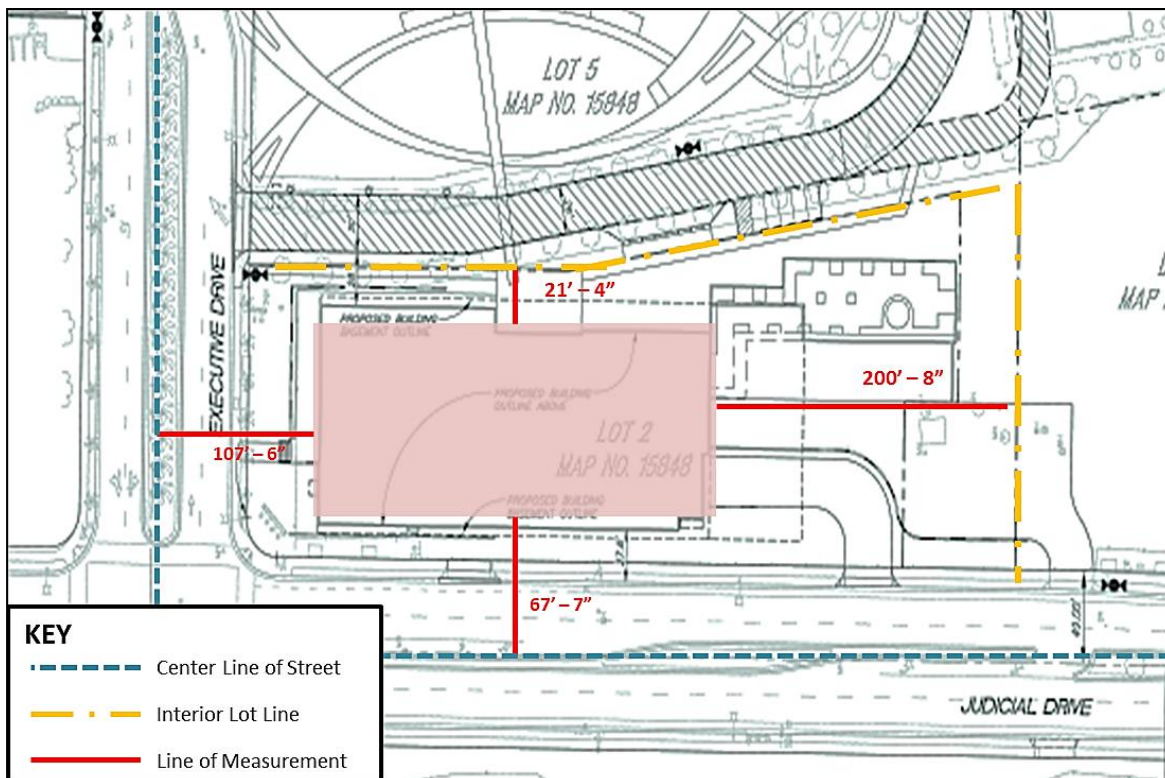 LOT 5
MAP NO. 15848
EXECUTIVE DRIVE
21’ – 4”
PROPOSED BUILDING
BASEMENT OUTLINE
200’ – 8”
PROPOSED BUILDING
OUTLINE ABOVE
107’ – 6”
LOT 2
MAP NO. 15848
PROPOSED BUILDING
BASEMENT OUTLINE
MAP
67’ – 7”
KEY
Center Line of Street
Interior Lot Line
Line of Measurement
JUDICIAL DRIVE